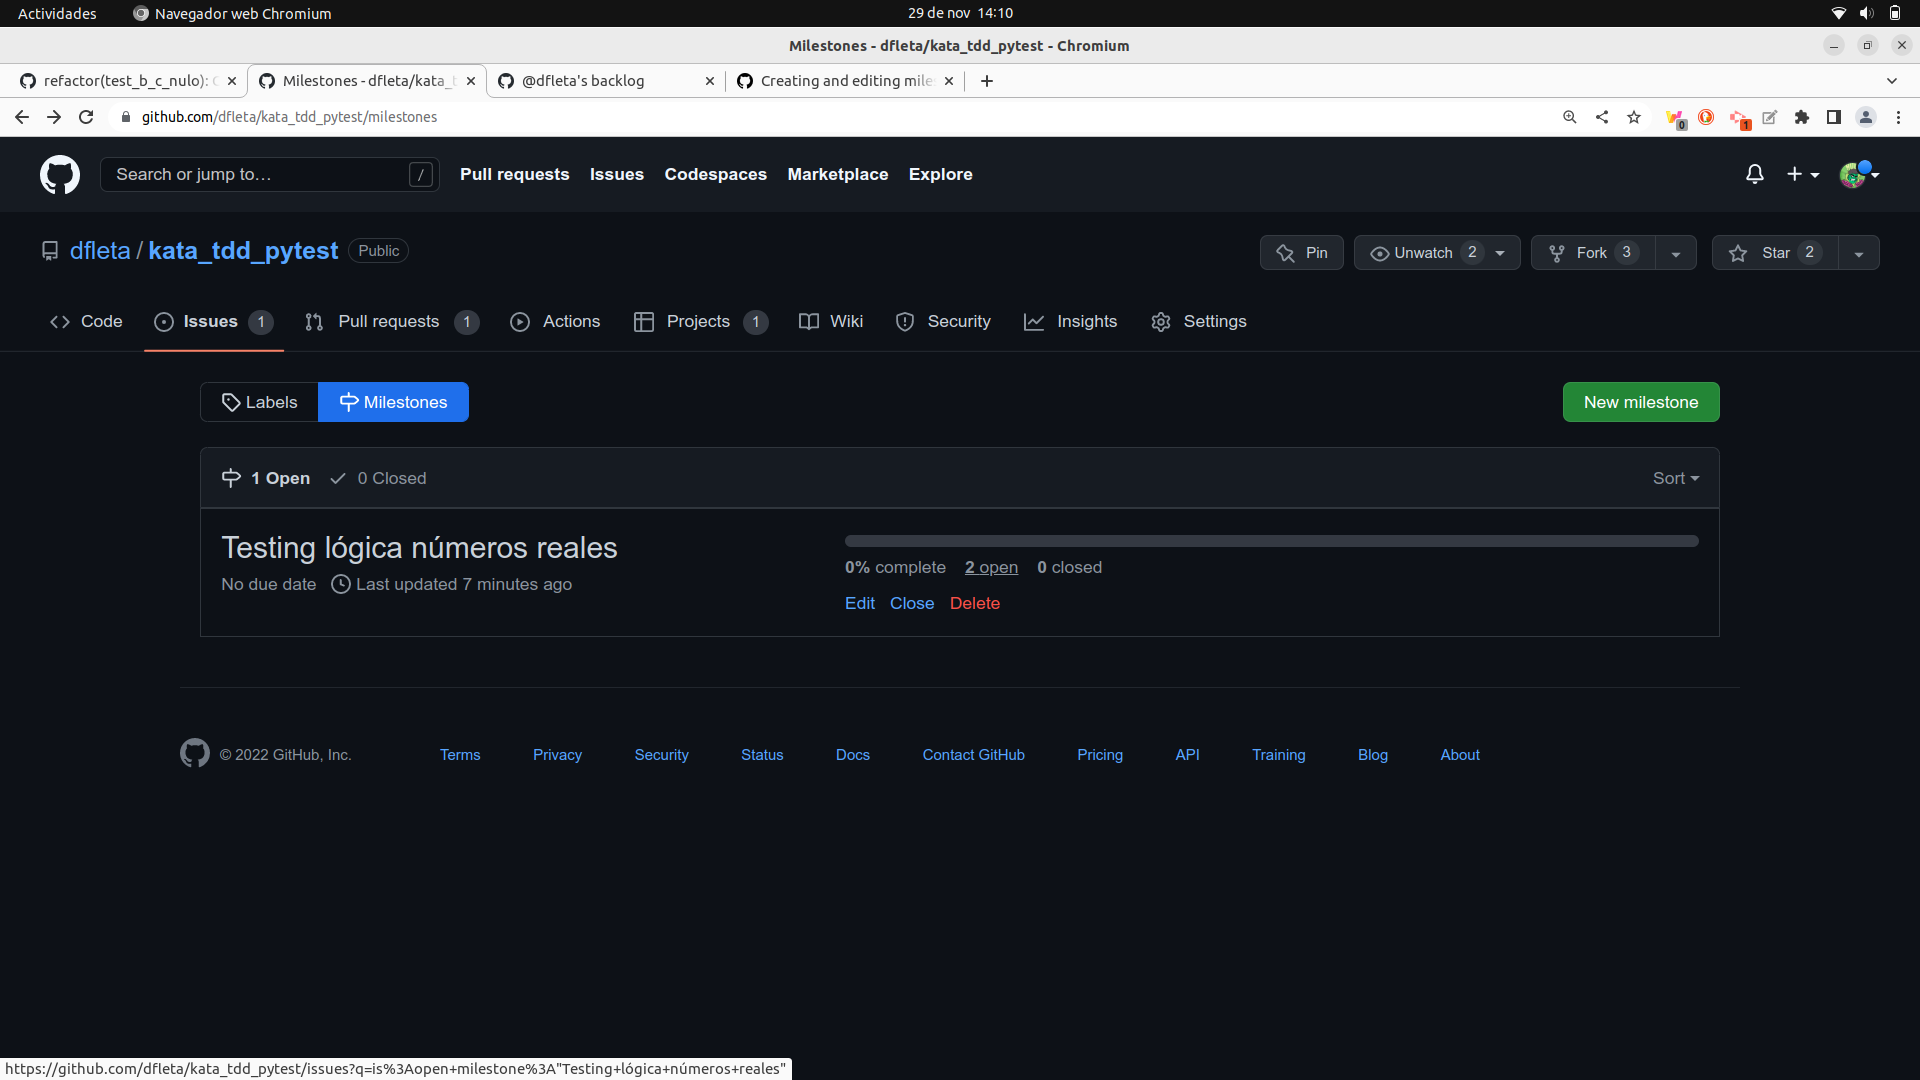 Actividades Navegador web Chromium 29 de nov 14:10
Milestones - dfleta/kata_tdd_pytest - Chromium
refactor(test_b_c_nulo): Milestones - dfleta/kata_t @dfleta's backlog Creating and editing mile
github.com/dfleta/kata_tdd_pytest/milestones 0 1
Search or jump to… / Pull requests Issues Codespaces Marketplace Explore
dfleta / kata_tdd_pytest Public Pin Unwatch 2 Fork 3 Star 2
Code Issues 1 Pull requests 1 Actions Projects 1 Wiki Security Insights Settings
Labels Milestones New milestone
1 Open 0 Closed Sort
Testing lógica números reales
No due date Last updated 7 minutes ago
0% complete 2 open 0 closed
Edit Close Delete
© 2022 GitHub, Inc. Terms Privacy Security Status Docs Contact GitHub Pricing API Training Blog About
https://github.com/dfleta/kata_tdd_pytest/issues?q=is%3Aopen+milestone%3A"Testing+lógica+números+reales"